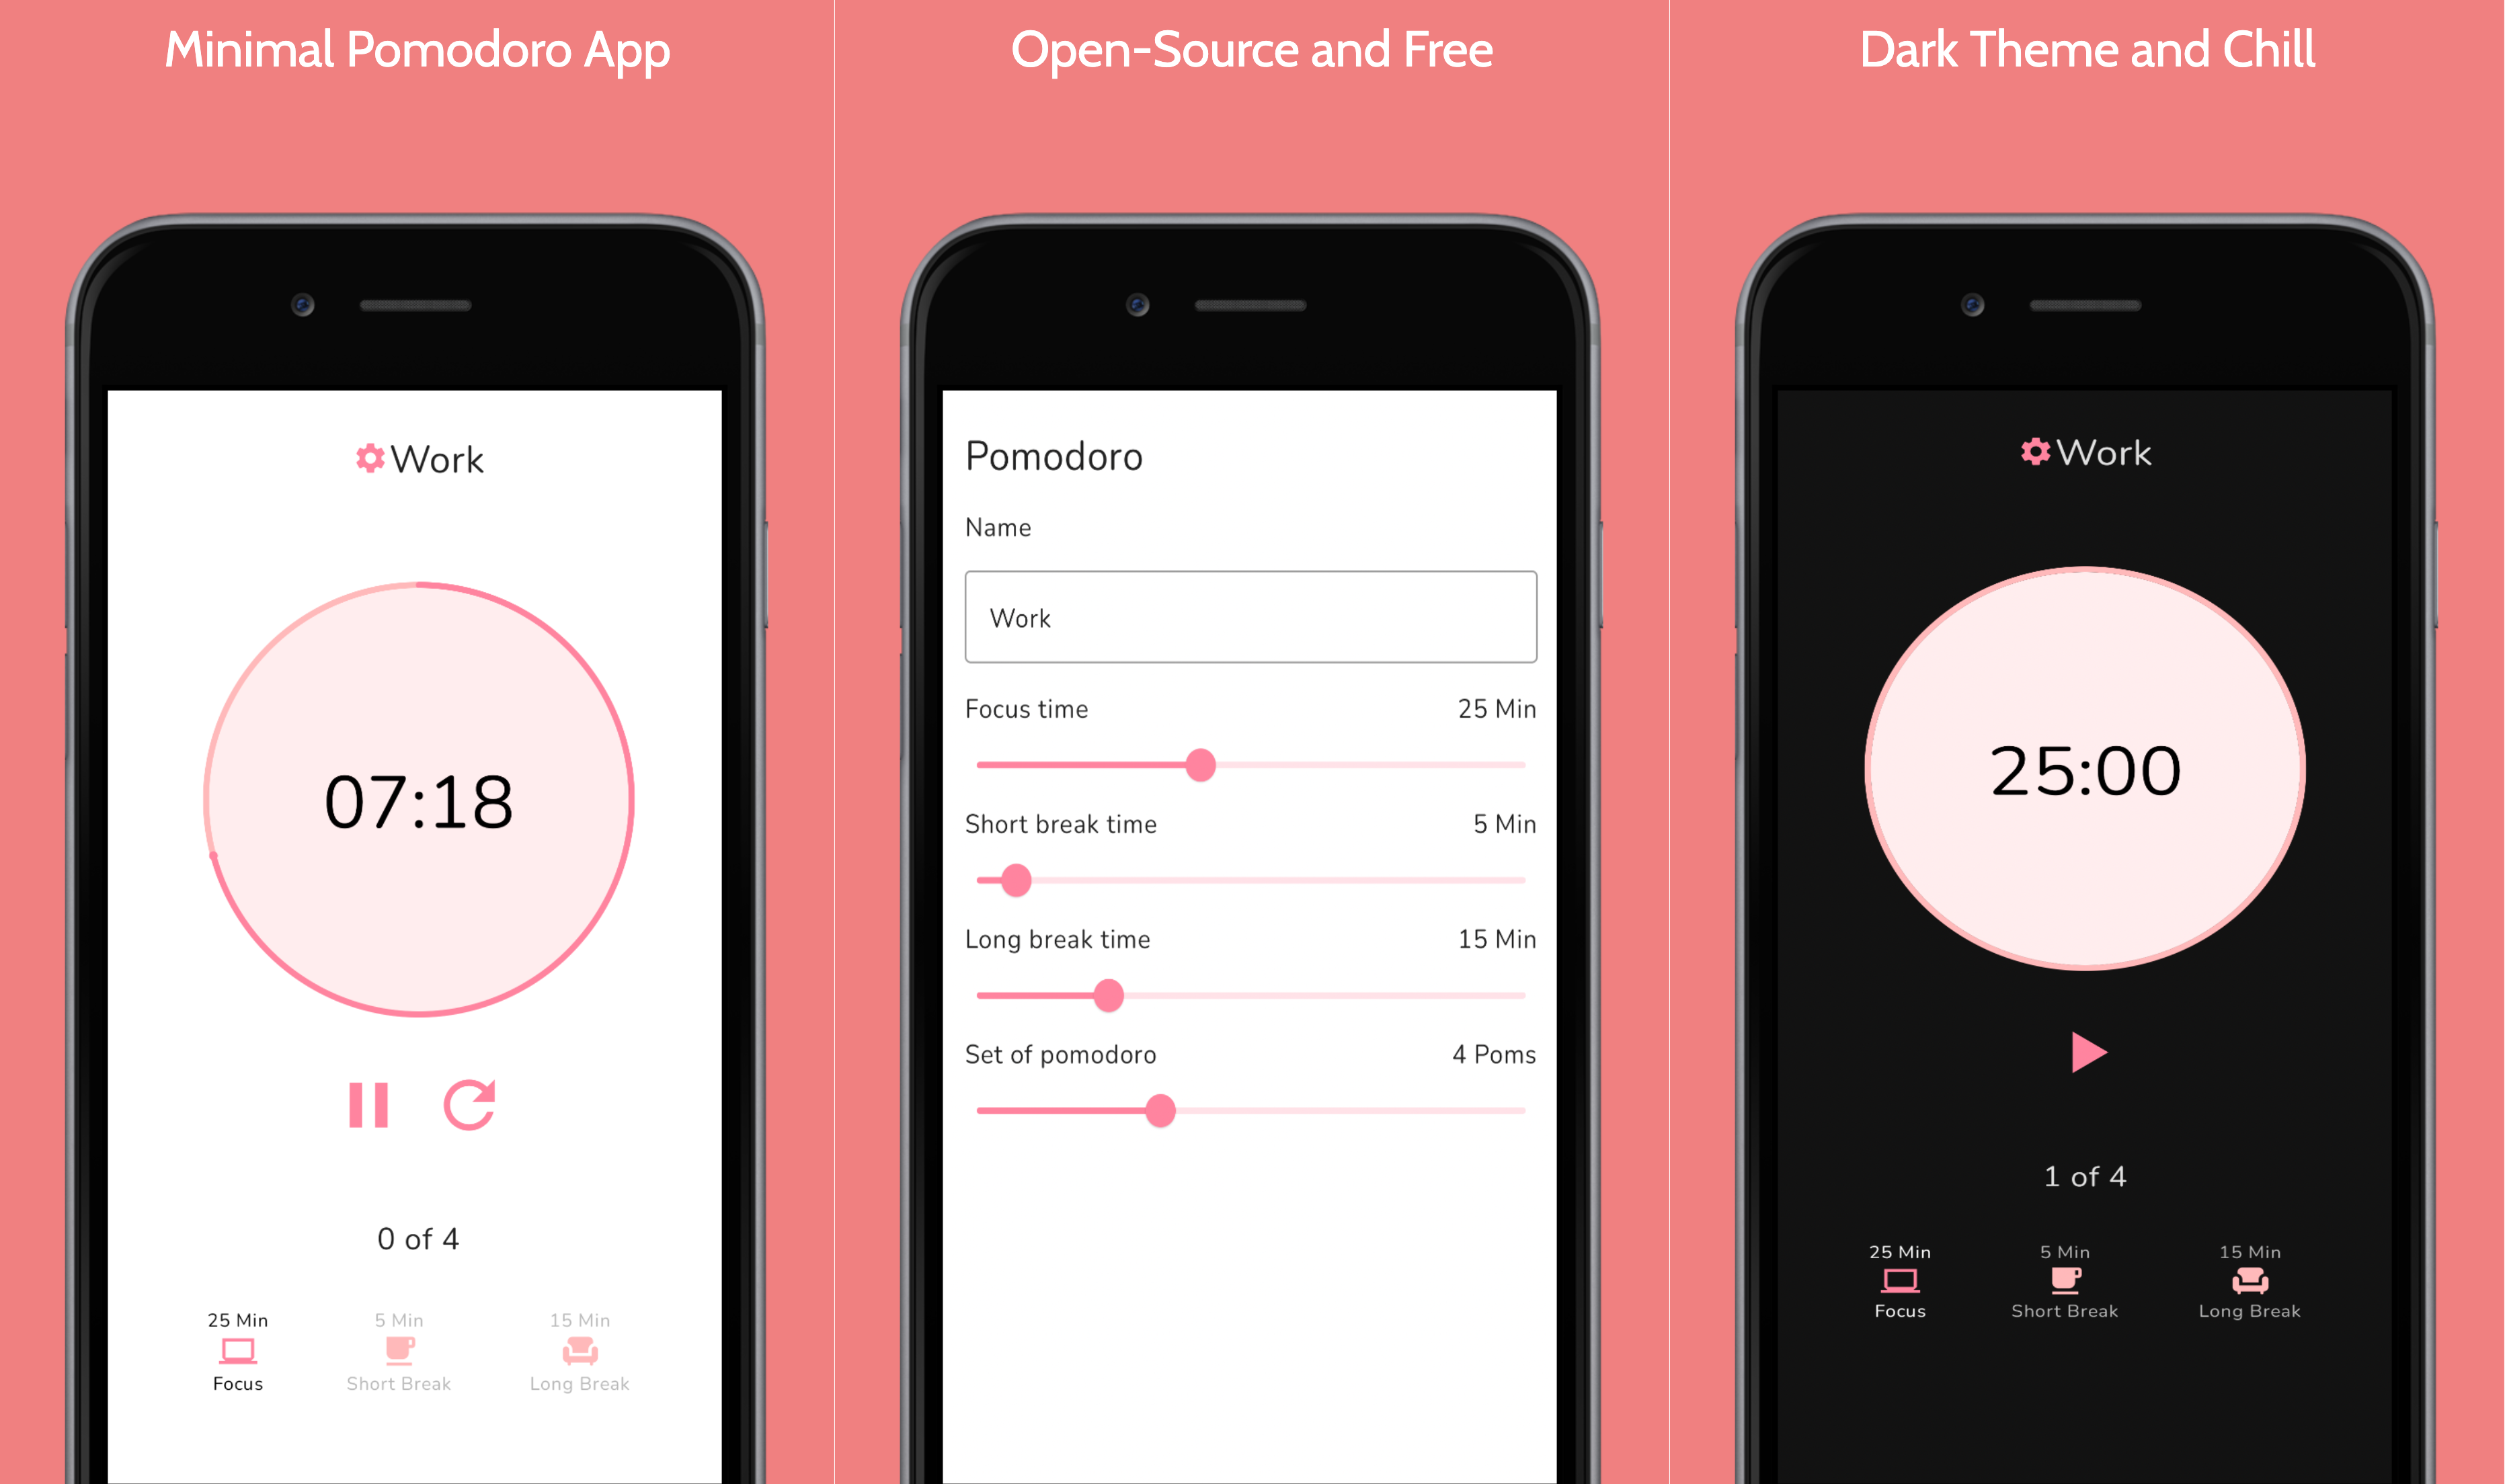 Minimal Pomodoro App
Work
07:18
0 of 4
25 Min
Focus
5 Min
Short Break
15 Min
Long Break
Open-Source and Free
Pomodoro
Name
Work
Focus time 25 Min
Short break time 5 Min
Long break time 15 Min
Set of pomodoro 4 Poms
Dark Theme and Chill
Work
25:00
1 of 4
25 Min
Focus
5 Min
Short Break
15 Min
Long Break